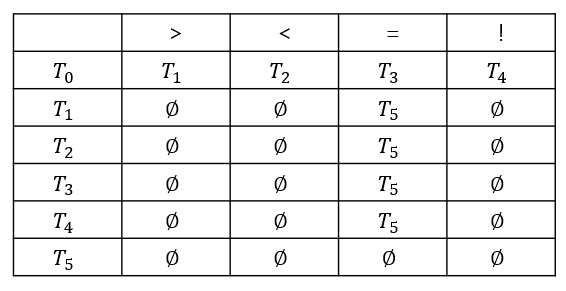 > < = !
T₀ T₁ T₂ T₃ T₄
T₁ ∅ ∅ T₅ ∅
T₂ ∅ ∅ T₅ ∅
T₃ ∅ ∅ T₅ ∅
T₄ ∅ ∅ T₅ ∅
T₅ ∅ ∅ ∅ ∅